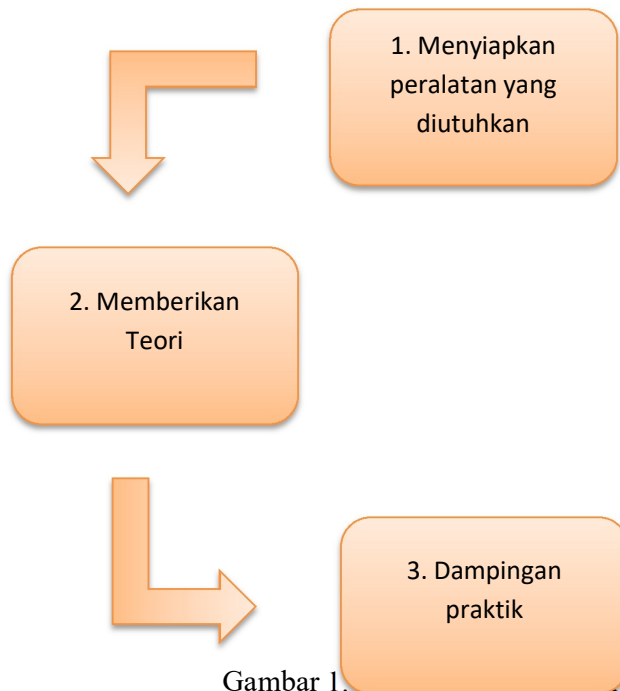 1. Menyiapkan
peralatan yang
diutuhkan
2. Memberikan
Teori
3. Dampingan
praktik
Gambar 1.